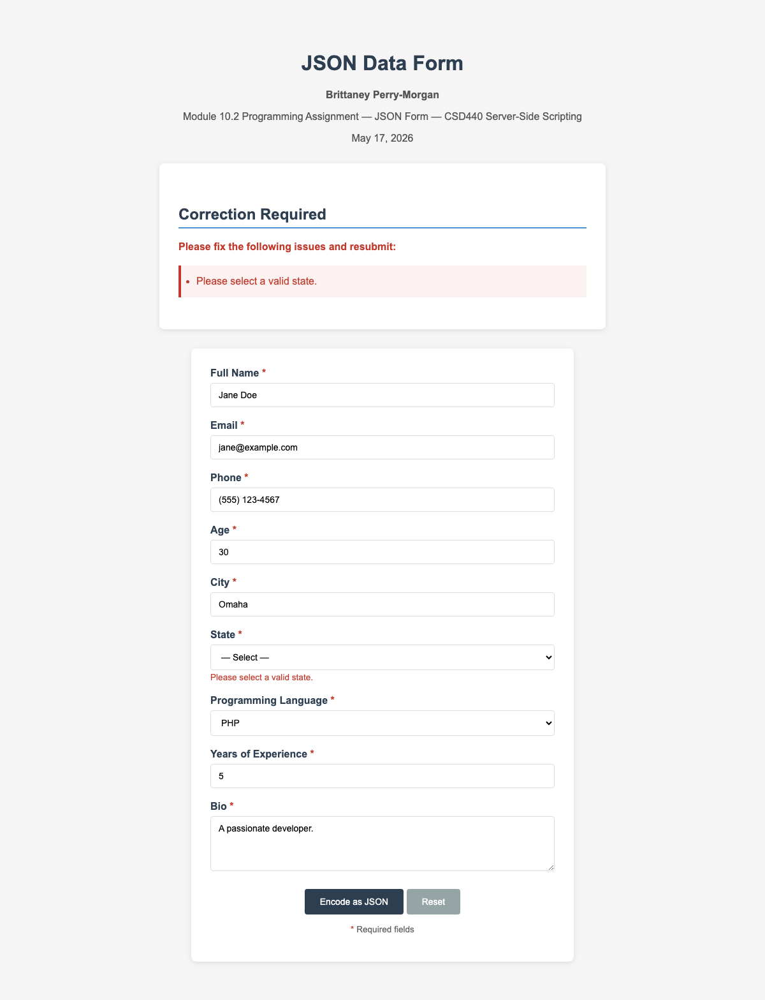 JSON Data Form
Brittaney Perry-Morgan
Module 10.2 Programming Assignment — JSON Form — CSD440 Server-Side Scripting
May 17, 2026
Correction Required
Please fix the following issues and resubmit:
• Please select a valid state.
Full Name *
Jane Doe
Email *
jane@example.com
Phone *
(555) 123-4567
Age *
30
City *
Omaha
State *
— Select —
Please select a valid state.
Programming Language *
PHP
Years of Experience *
5
Bio *
A passionate developer.
Encode as JSON
Reset
* Required fields